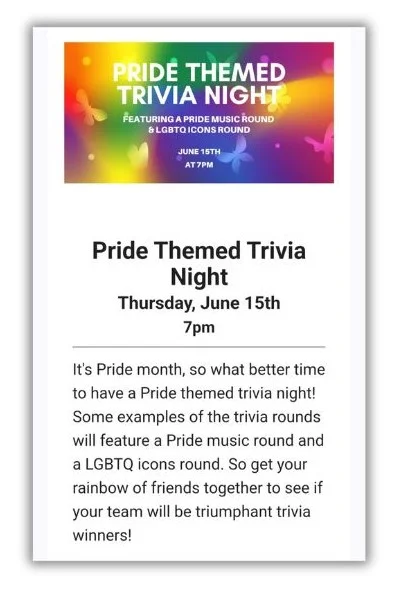 PRIDE THEMED
TRIVIA NIGHT
FEATURING A PRIDE MUSIC ROUND
& LGBTQ ICONS ROUND
JUNE 15TH
AT 7PM
Pride Themed Trivia
Night
Thursday, June 15th
7pm
It's Pride month, so what better time
to have a Pride themed trivia night!
Some examples of the trivia rounds
will feature a Pride music round and
a LGBTQ icons round. So get your
rainbow of friends together to see if
your team will be triumphant trivia
winners!